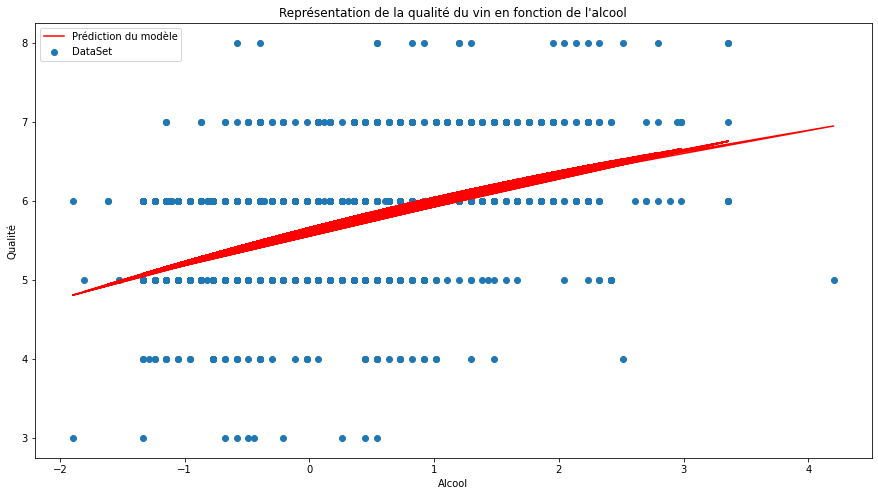 Représentation de la qualité du vin en fonction de l'alcool
Prédiction du modèle
DataSet
8
7
6
5
4
3
Qualité
−2
−1
0
1
2
3
4
Alcool